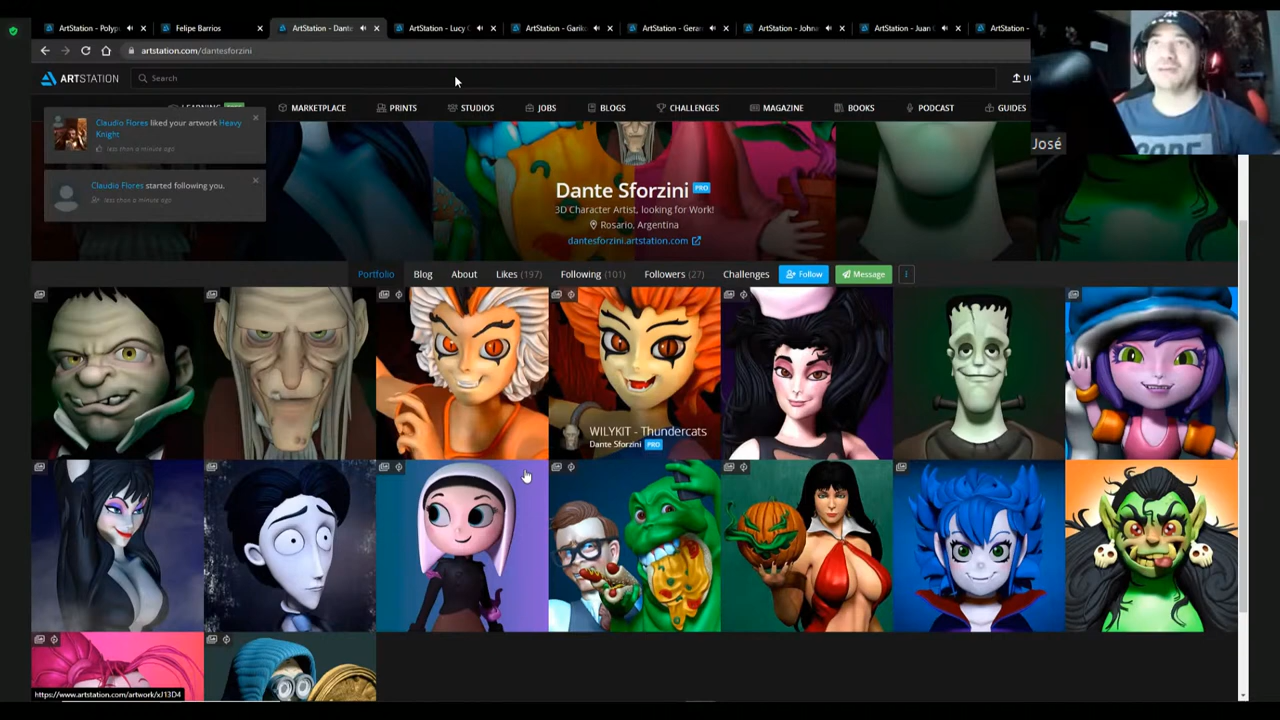 ArtStation - Polyp
Felipe Barrios
ArtStation - Dante
ArtStation - Lucy
ArtStation - Garik
ArtStation - Gera
ArtStation - Johna
ArtStation - Juan
ArtStation -
artstation.com/dantesforzini
ARTSTATION
Search
LEARNING
MARKETPLACE
PRINTS
STUDIOS
JOBS
BLOGS
CHALLENGES
MAGAZINE
BOOKS
PODCAST
GUIDES
Claudio Flores liked your artwork Heavy
Knight
less than a minute ago
Claudio Flores started following you.
less than a minute ago
José
Dante Sforzini PRO
3D Character Artist, looking for Work!
Rosario, Argentina
dantesforzini.artstation.com
Portfolio
Blog
About
Likes (197)
Following (101)
Followers (27)
Challenges
Follow
Message
WILYKIT - Thundercats
Dante Sforzini PRO
https://www.artstation.com/artwork/xJ13D4